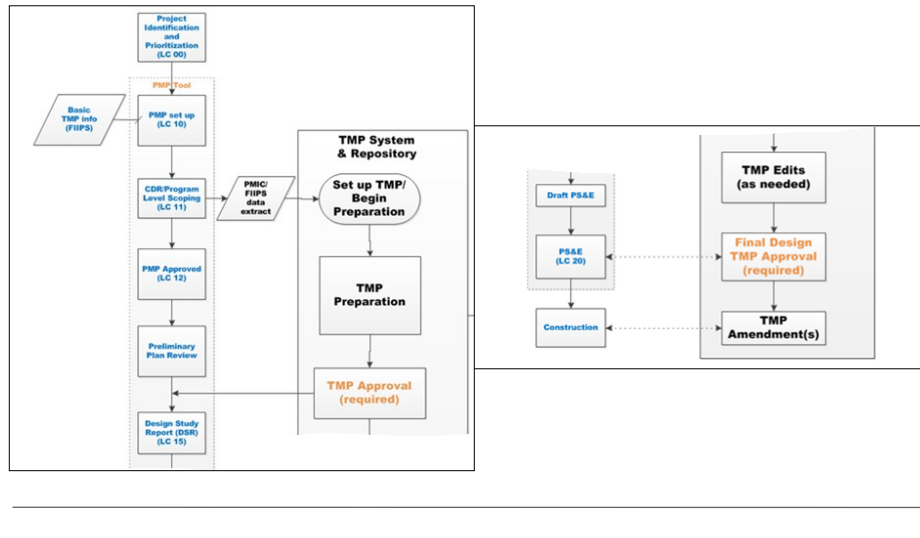 Project
Identification
and
Prioritization
(LC 00)
PMP Tool
Basic
TMP info
(FIIPS)
PMP set up
(LC 10)
TMP System
& Repository
CDR/Program
Level Scoping
(LC 11)
PMIC/
FIIPS
data
extract
Set up TMP/
Begin
Preparation
PMP Approved
(LC 12)
TMP
Preparation
Preliminary
Plan Review
TMP Approval
(required)
Design Study
Report (DSR)
(LC 15)
Draft PS&E
TMP Edits
(as needed)
PS&E
(LC 20)
Final Design
TMP Approval
(required)
Construction
TMP
Amendment(s)